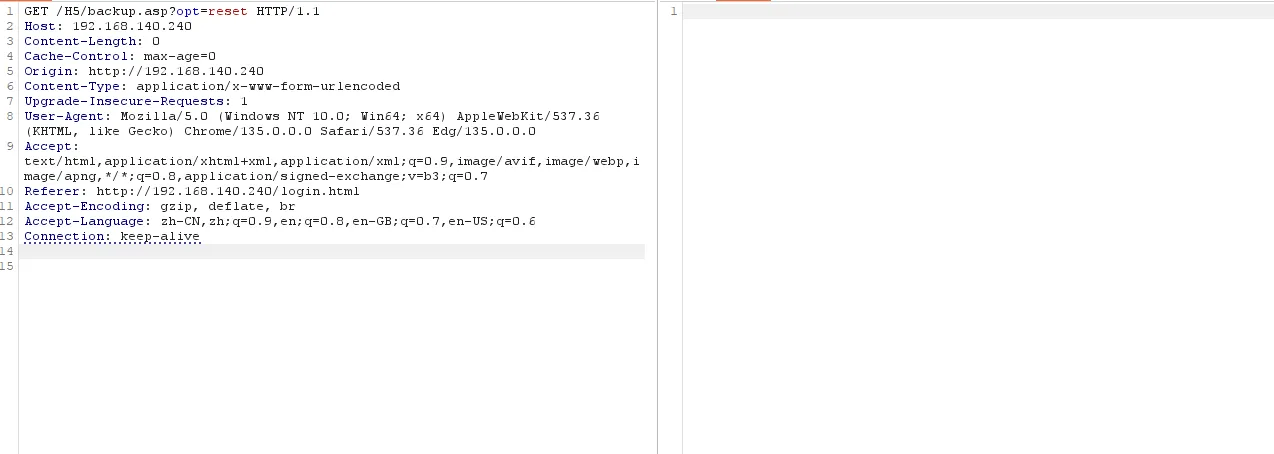 1 GET /H5/backup.asp?opt=reset HTTP/1.1
2 Host: 192.168.140.240
3 Content-Length: 0
4 Cache-Control: max-age=0
5 Origin: http://192.168.140.240
6 Content-Type: application/x-www-form-urlencoded
7 Upgrade-Insecure-Requests: 1
8 User-Agent: Mozilla/5.0 (Windows NT 10.0; Win64; x64) AppleWebKit/537.36
(KHTML, like Gecko) Chrome/135.0.0.0 Safari/537.36 Edg/135.0.0.0
9 Accept:
text/html,application/xhtml+xml,application/xml;q=0.9,image/avif,image/webp,i
mage/apng,*/*;q=0.8,application/signed-exchange;v=b3;q=0.7
10 Referer: http://192.168.140.240/login.html
11 Accept-Encoding: gzip, deflate, br
12 Accept-Language: zh-CN,zh;q=0.9,en;q=0.8,en-GB;q=0.7,en-US;q=0.6
13 Connection: keep-alive
14
15
1